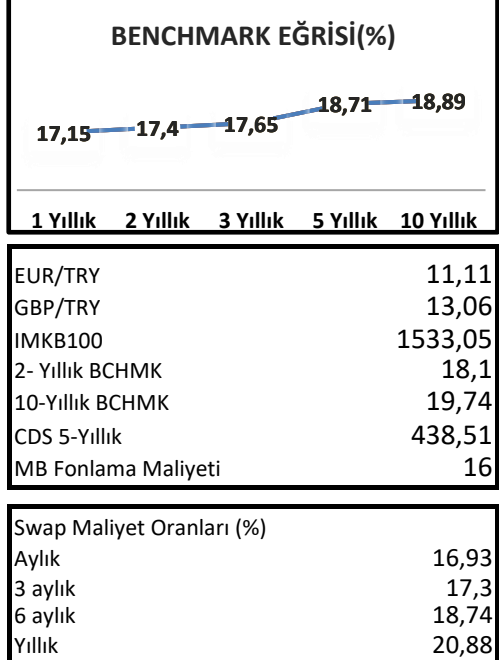 BENCHMARK EĞRİSİ(%)
17,15 17,4 17,65 18,71 18,89
1 Yıllık 2 Yıllık 3 Yıllık 5 Yıllık 10 Yıllık
EUR/TRY 11,11
GBP/TRY 13,06
IMKB100 1533,05
2- Yıllık BCHMK 18,1
10-Yıllık BCHMK 19,74
CDS 5-Yıllık 438,51
MB Fonlama Maliyeti 16
Swap Maliyet Oranları (%)
Aylık 16,93
3 aylık 17,3
6 aylık 18,74
Yıllık 20,88